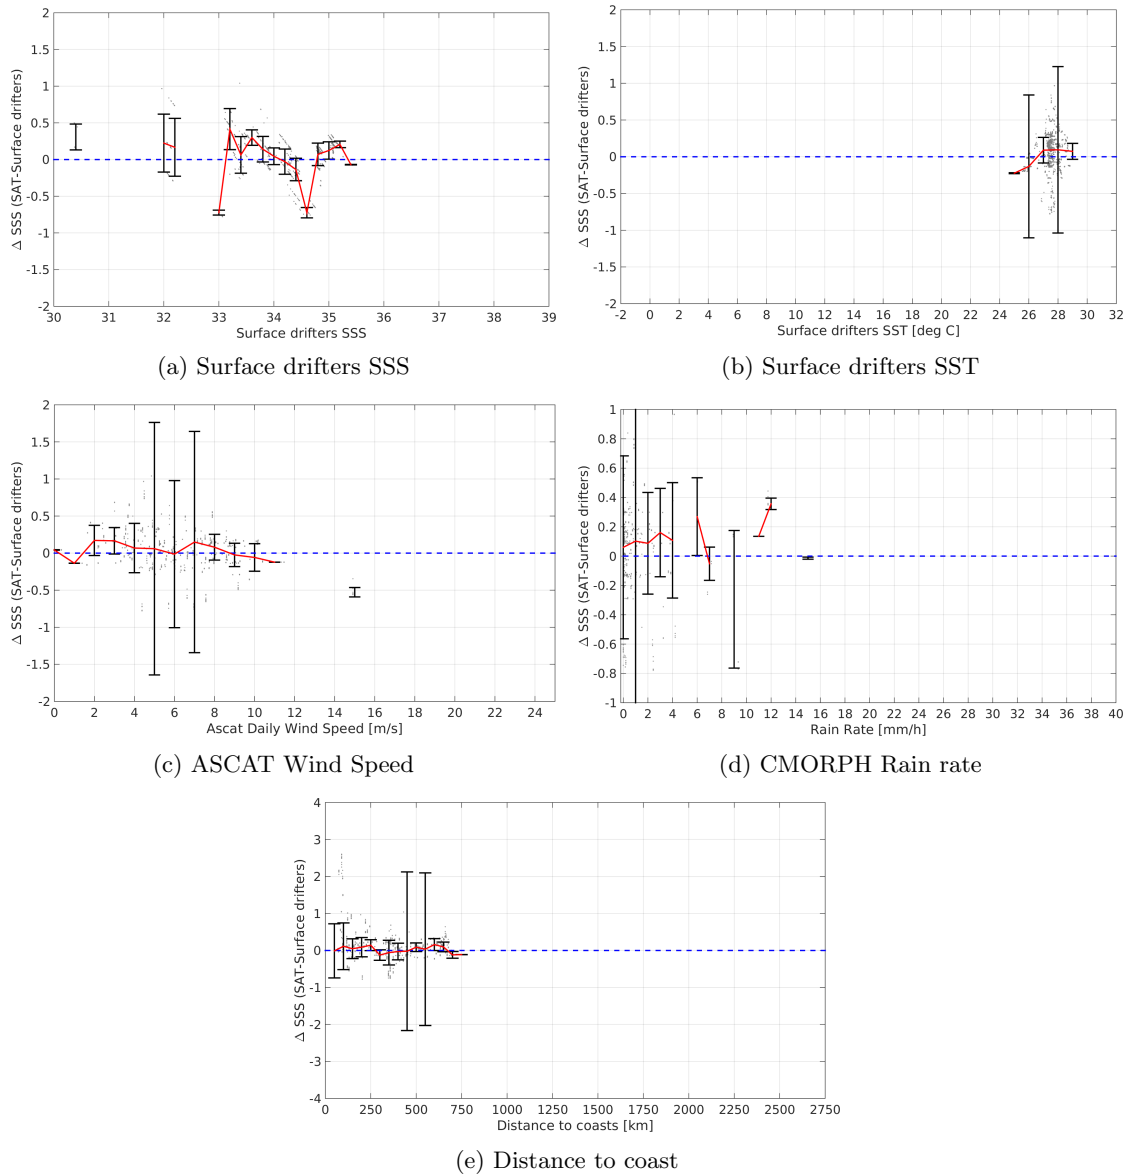 2
1.5
1
0.5
0
-0.5
-1
-1.5
-2
Δ SSS (SAT-Surface drifters)
30 31 32 33 34 35 36 37 38 39
Surface drifters SSS
(a) Surface drifters SSS
2
1.5
1
0.5
0
-0.5
-1
-1.5
-2
Δ SSS (SAT-Surface drifters)
-2 0 2 4 6 8 10 12 14 16 18 20 22 24 26 28 30 32
Surface drifters SST [deg C]
(b) Surface drifters SST
2
1.5
1
0.5
0
-0.5
-1
-1.5
-2
Δ SSS (SAT-Surface drifters)
0 2 4 6 8 10 12 14 16 18 20 22 24
Ascat Daily Wind Speed [m/s]
(c) ASCAT Wind Speed
1
0.8
0.6
0.4
0.2
0
-0.2
-0.4
-0.6
-0.8
-1
Δ SSS (SAT-Surface drifters)
0 2 4 6 8 10 12 14 16 18 20 22 24 26 28 30 32 34 36 38 40
Rain Rate [mm/h]
(d) CMORPH Rain rate
4
3
2
1
0
-1
-2
-3
-4
Δ SSS (SAT-Surface drifters)
0 250 500 750 1000 1250 1500 1750 2000 2250 2500 2750
Distance to coasts [km]
(e) Distance to coast